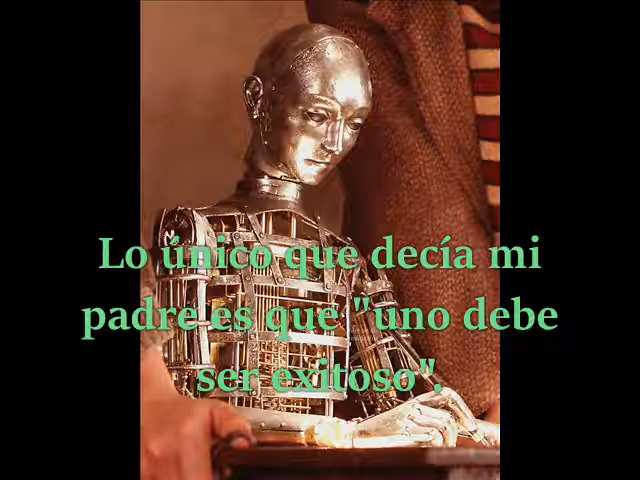 Lo único que decía mi
padre es que "uno debe
ser exitoso".